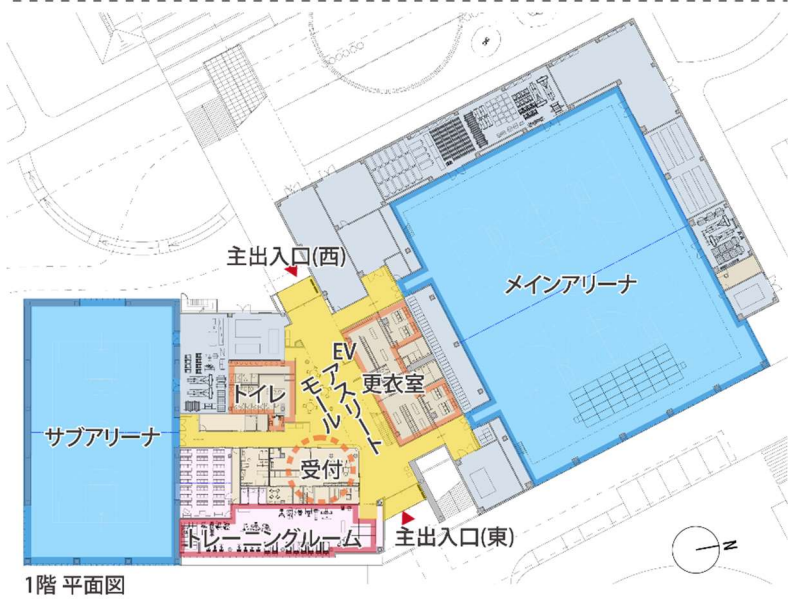 主出入口(西)
メインアリーナ
EV
アスリート
モール
更衣室
トイレ
サブアリーナ
受付
トレーニングルーム
主出入口(東)
N
1階 平面図